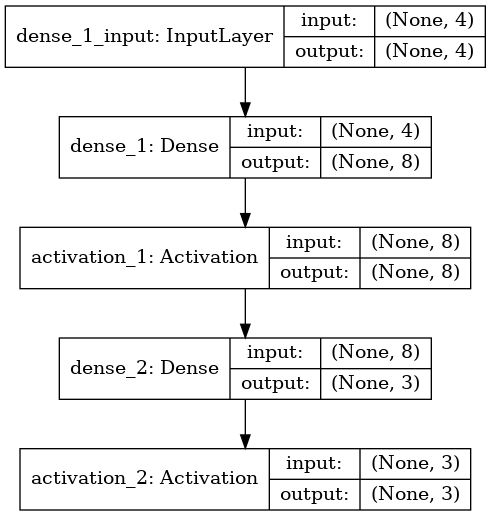 dense_1_input: InputLayer
input: (None, 4)
output: (None, 4)
dense_1: Dense
input: (None, 4)
output: (None, 8)
activation_1: Activation
input: (None, 8)
output: (None, 8)
dense_2: Dense
input: (None, 8)
output: (None, 3)
activation_2: Activation
input: (None, 3)
output: (None, 3)